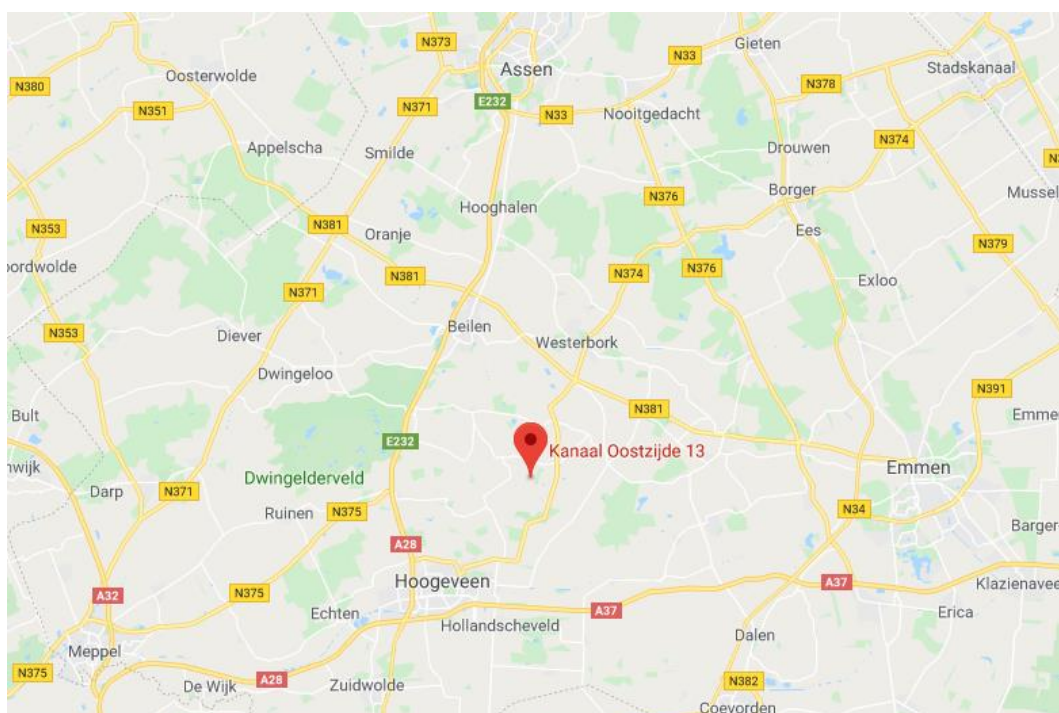 N373
Gieten
N33
Assen
Stadskanaal
Oosterwolde
N380
N378
E232
N371
N351
N33
Nooitgedacht
N374
Appelscha
Smilde
Drouwen
N376
Borger
Hooghalen
N381
N353
Oranje
Ees
N379
N374
N376
N381
Exloo
N371
N353
Beilen
Diever
Westerbork
Dwingeloo
N391
N381
Bult
E232
Kanaal Oostzijde 13
Emmen
Dwingelderveld
Darp
N371
Ruinen
N375
N34
A28
Hoogeveen
A37
N375
A32
Echten
A37
Erica
Hollandscheveld
Dalen
Meppel
N375
A28
De Wijk
Zuidwolde
N382
Coevorden